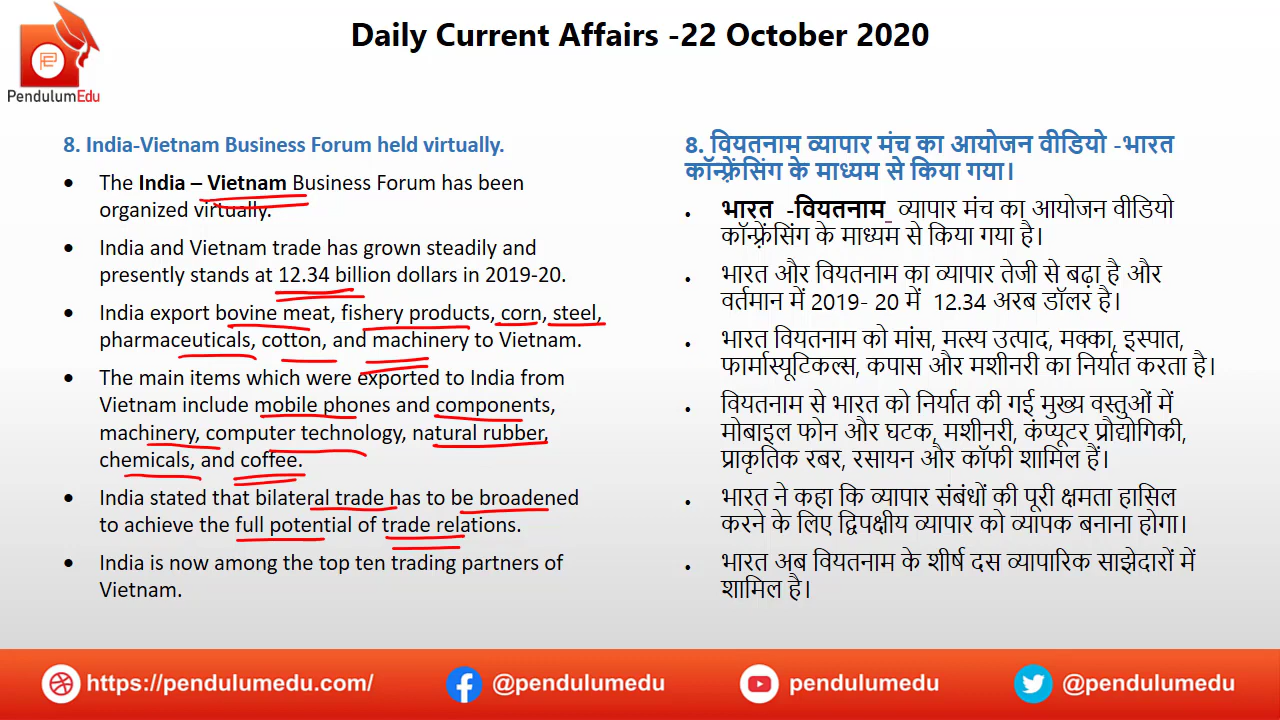 Daily Current Affairs -22 October 2020
PendulumEdu
8. India-Vietnam Business Forum held virtually.
• The India – Vietnam Business Forum has been
organized virtually.
• India and Vietnam trade has grown steadily and
presently stands at 12.34 billion dollars in 2019-20.
• India export bovine meat, fishery products, corn, steel,
pharmaceuticals, cotton, and machinery to Vietnam.
• The main items which were exported to India from
Vietnam include mobile phones and components,
machinery, computer technology, natural rubber,
chemicals, and coffee.
• India stated that bilateral trade has to be broadened
to achieve the full potential of trade relations.
• India is now among the top ten trading partners of
Vietnam.
8. वियतनाम व्यापार मंच का आयोजन वीडियो -भारत
कॉन्फ़्रेंसिंग के माध्यम से किया गया।
• भारत -वियतनाम व्यापार मंच का आयोजन वीडियो
कॉन्फ़्रेंसिंग के माध्यम से किया गया है।
• भारत और वियतनाम का व्यापार तेजी से बढ़ा है और
वर्तमान में 2019- 20 में 12.34 अरब डॉलर है।
• भारत वियतनाम को मांस, मत्स्य उत्पाद, मक्का, इस्पात,
फार्मास्यूटिकल्स, कपास और मशीनरी का निर्यात करता है।
• वियतनाम से भारत को निर्यात की गई मुख्य वस्तुओं में
मोबाइल फोन और घटक, मशीनरी, कंप्यूटर प्रौद्योगिकी,
प्राकृतिक रबर, रसायन और कॉफी शामिल हैं।
• भारत ने कहा कि व्यापार संबंधों की पूरी क्षमता हासिल
करने के लिए द्विपक्षीय व्यापार को व्यापक बनाना होगा।
• भारत अब वियतनाम के शीर्ष दस व्यापारिक साझेदारों में
शामिल है।
https://pendulumedu.com/
@pendulumedu
pendulumedu
@pendulumedu